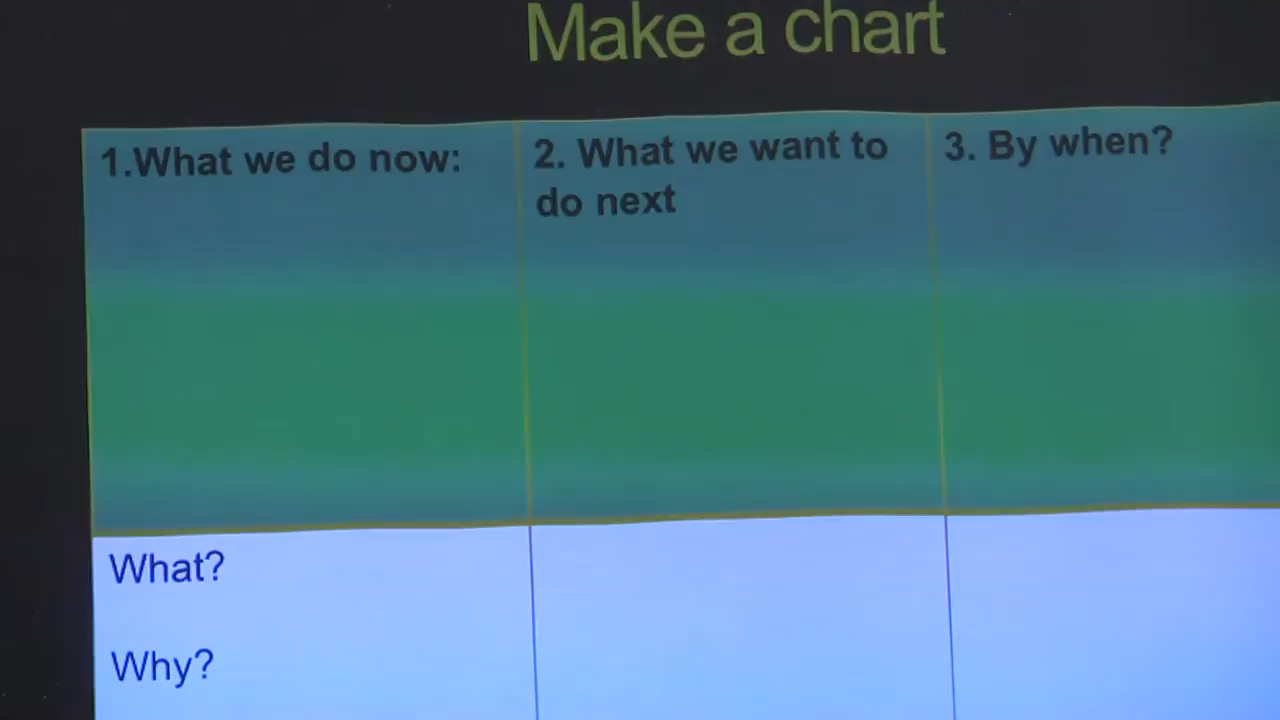 Make a chart
1.What we do now:
2. What we want to
do next
3. By when?
What?
Why?